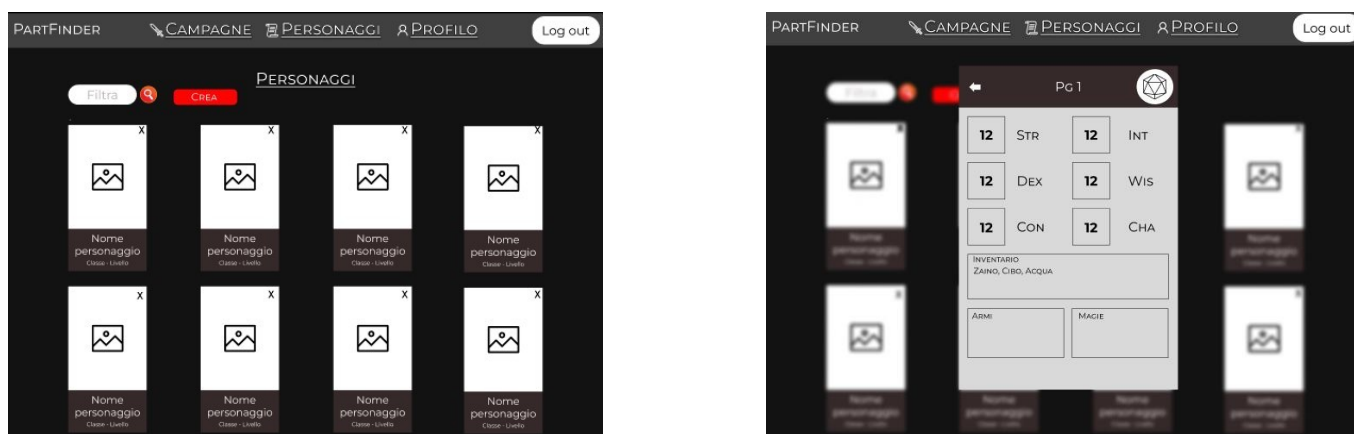 PARTFINDER CAMPAGNE PERSONAGGI PROFILO Log out
PERSONAGGI
Filtra CREA
X X X X
Nome personaggio Nome personaggio Nome personaggio Nome personaggio
Classe - Livello Classe - Livello Classe - Livello Classe - Livello
X X X X
Nome personaggio Nome personaggio Nome personaggio Nome personaggio
Classe - Livello Classe - Livello Classe - Livello Classe - Livello
PARTFINDER CAMPAGNE PERSONAGGI PROFILO Log out
PG 1
12 STR 12 INT
12 DEX 12 WIS
12 CON 12 CHA
INVENTARIO
ZAINO, CIBO, ACQUA
ARMI MAGIE